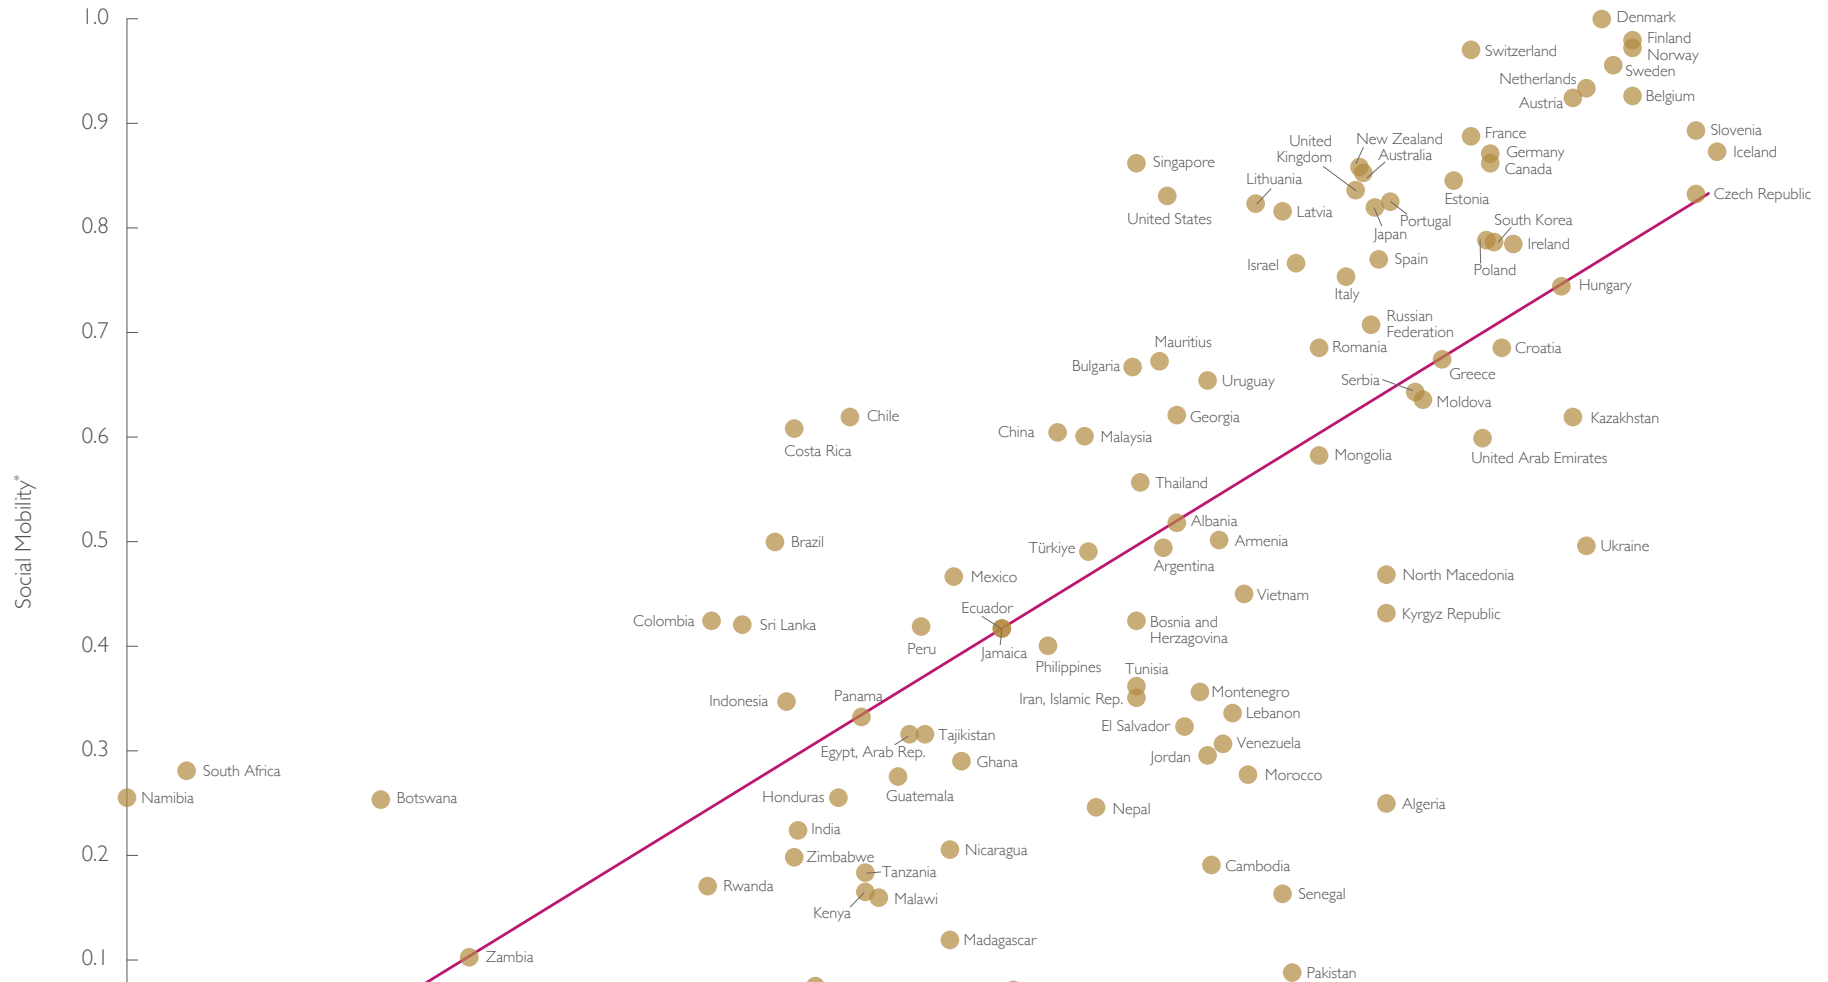 1.0
Denmark
Finland
Switzerland
Norway
Sweden
Netherlands
Austria
Belgium
0.9
Slovenia
France
New Zealand
United
Kingdom
Australia
Germany
Iceland
Singapore
Canada
Lithuania
Czech Republic
Estonia
Latvia
United States
Portugal
South Korea
0.8
Japan
Ireland
Spain
Israel
Poland
Hungary
Italy
Russian
Federation
0.7
Mauritius
Romania
Croatia
Bulgaria
Greece
Serbia
Uruguay
Moldova
Chile
Georgia
Kazakhstan
0.6
China
Malaysia
Costa Rica
Mongolia
United Arab Emirates
Thailand
Social Mobility*
Albania
0.5
Brazil
Armenia
Türkiye
Ukraine
Argentina
Mexico
North Macedonia
Vietnam
Ecuador
Kyrgyz Republic
Colombia
Sri Lanka
Bosnia and
Herzagovina
0.4
Peru
Jamaica
Philippines
Tunisia
Indonesia
Panama
Iran, Islamic Rep.
Montenegro
Lebanon
El Salvador
Tajikistan
0.3
Egypt, Arab Rep.
Venezuela
Jordan
Ghana
South Africa
Morocco
Namibia
Botswana
Honduras
Guatemala
Nepal
Algeria
India
0.2
Zimbabwe
Nicaragua
Tanzania
Cambodia
Rwanda
Kenya
Malawi
Senegal
Madagascar
0.1
Zambia
Pakistan